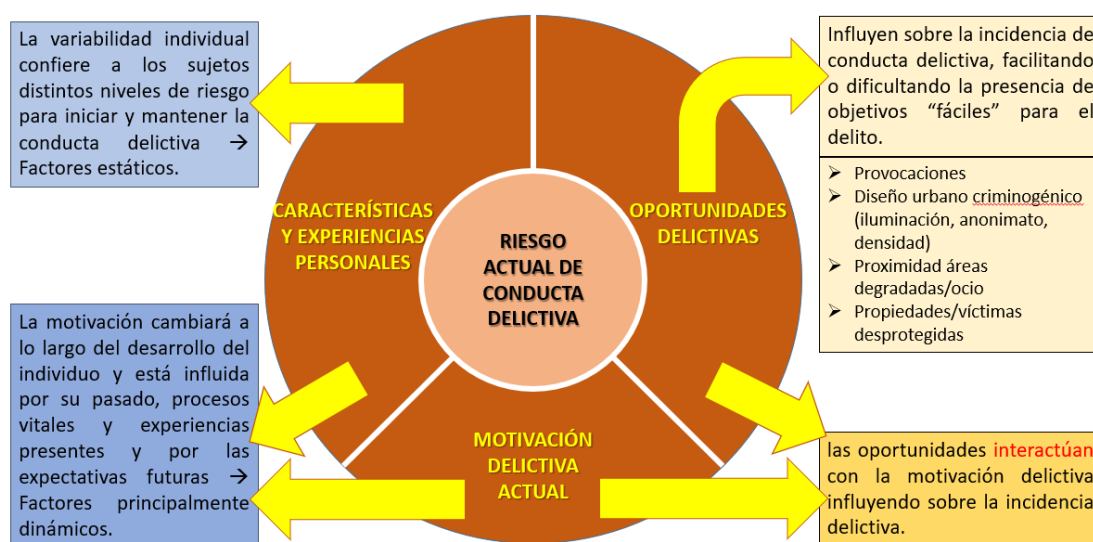 La variabilidad individual
confiere a los sujetos
distintos niveles de riesgo
para iniciar y mantener la
conducta delictiva →
Factores estáticos.
La motivación cambiará a
lo largo del desarrollo del
individuo y está influida
por su pasado, procesos
vitales y experiencias
presentes y por las
expectativas futuras →
Factores principalmente
dinámicos.
CARACTERÍSTICAS
Y EXPERIENCIAS
PERSONALES
RIESGO
ACTUAL DE
CONDUCTA
DELICTIVA
OPORTUNIDADES
DELICTIVAS
MOTIVACIÓN
DELICTIVA
ACTUAL
Influyen sobre la incidencia de
conducta delictiva, facilitando
o dificultando la presencia de
objetivos “fáciles” para el
delito.
➢ Provocaciones
➢ Diseño urbano criminogénico
(iluminación, anonimato,
densidad)
➢ Proximidad áreas
degradadas/ocio
➢ Propiedades/víctimas
desprotegidas
las oportunidades interactúan
con la motivación delictiva
influyendo sobre la incidencia
delictiva.